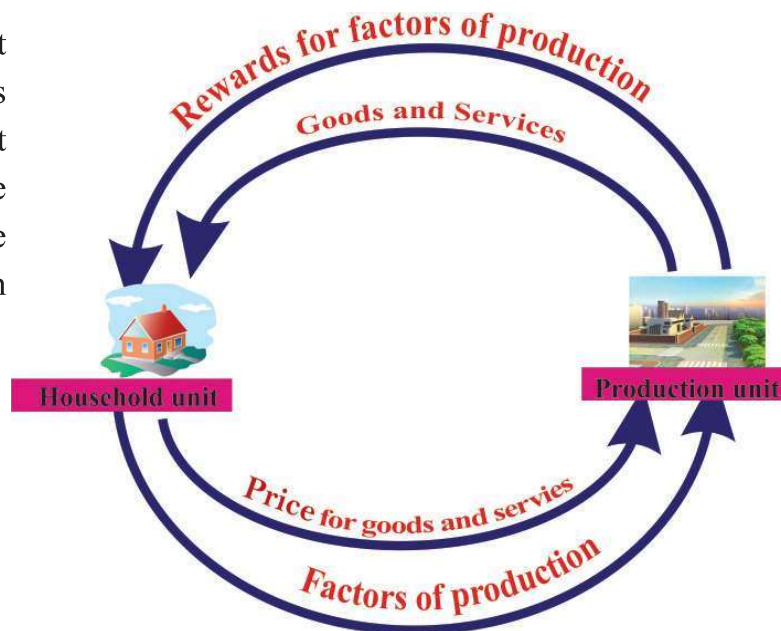 t
s
t
e
e
n
Rewards for factors of production
Goods and Services
Household unit
Production unit
Price for goods and servies
Factors of production